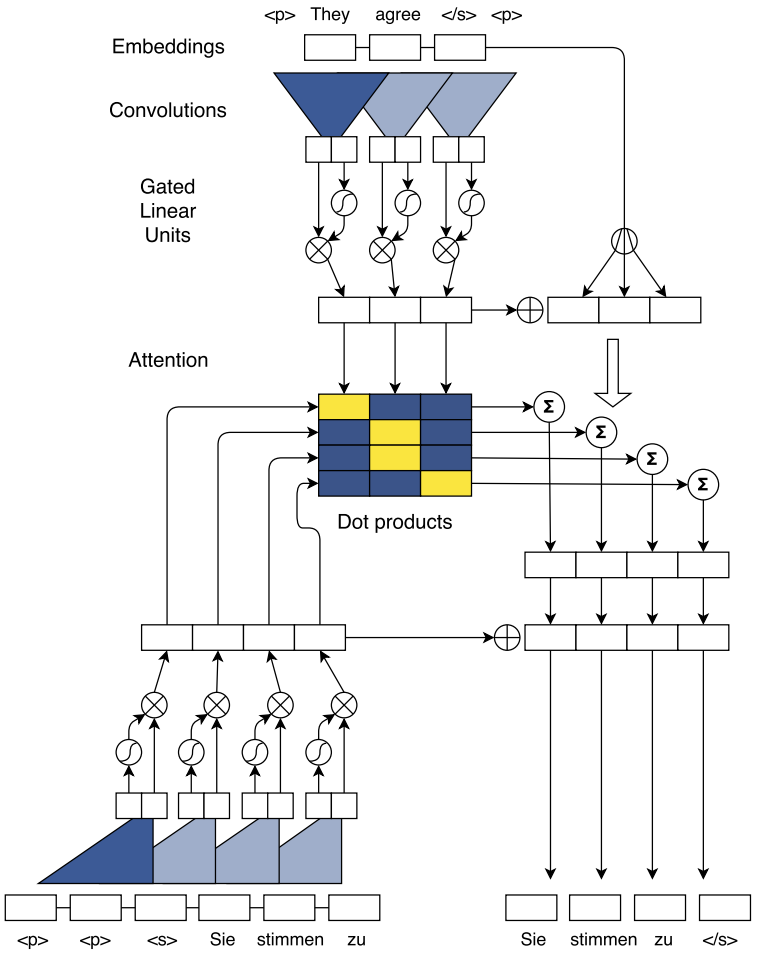 <p> They agree </s> <p>
Embeddings
Convolutions
Gated
Linear
Units
Attention
Σ
Σ
Σ
Σ
Dot products
<p> <p> <s> Sie stimmen zu
Sie stimmen zu </s>